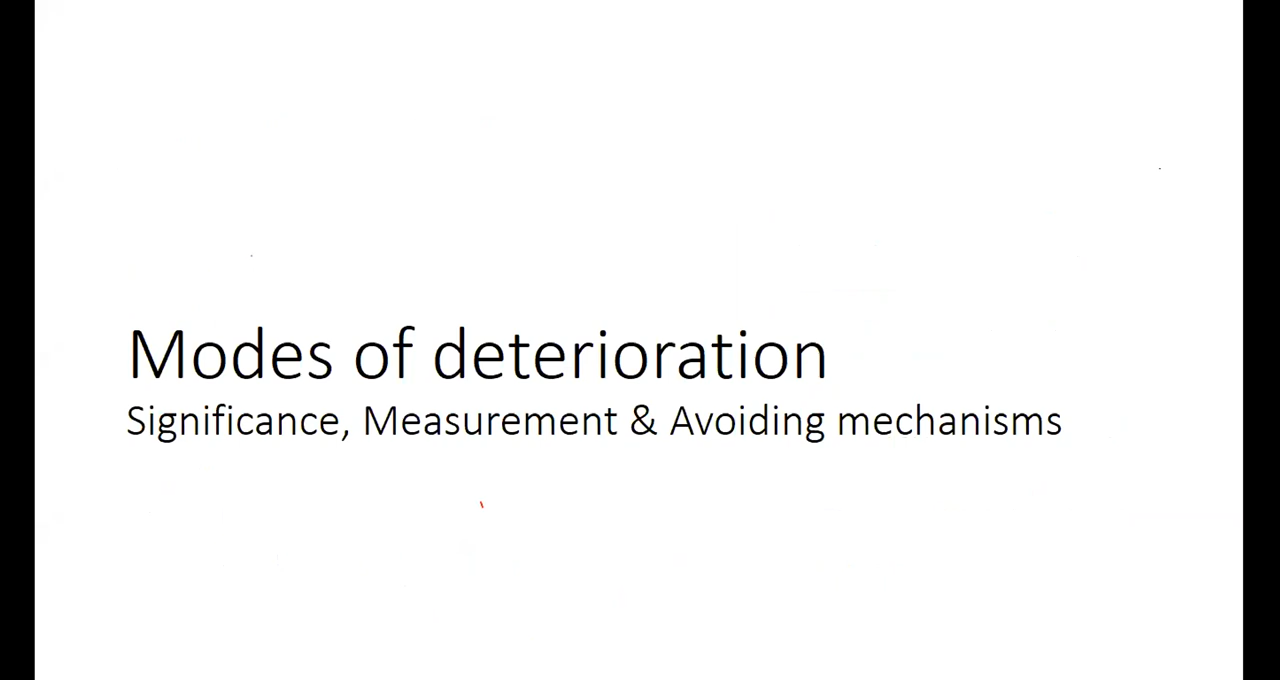 Modes of deterioration
Significance, Measurement & Avoiding mechanisms